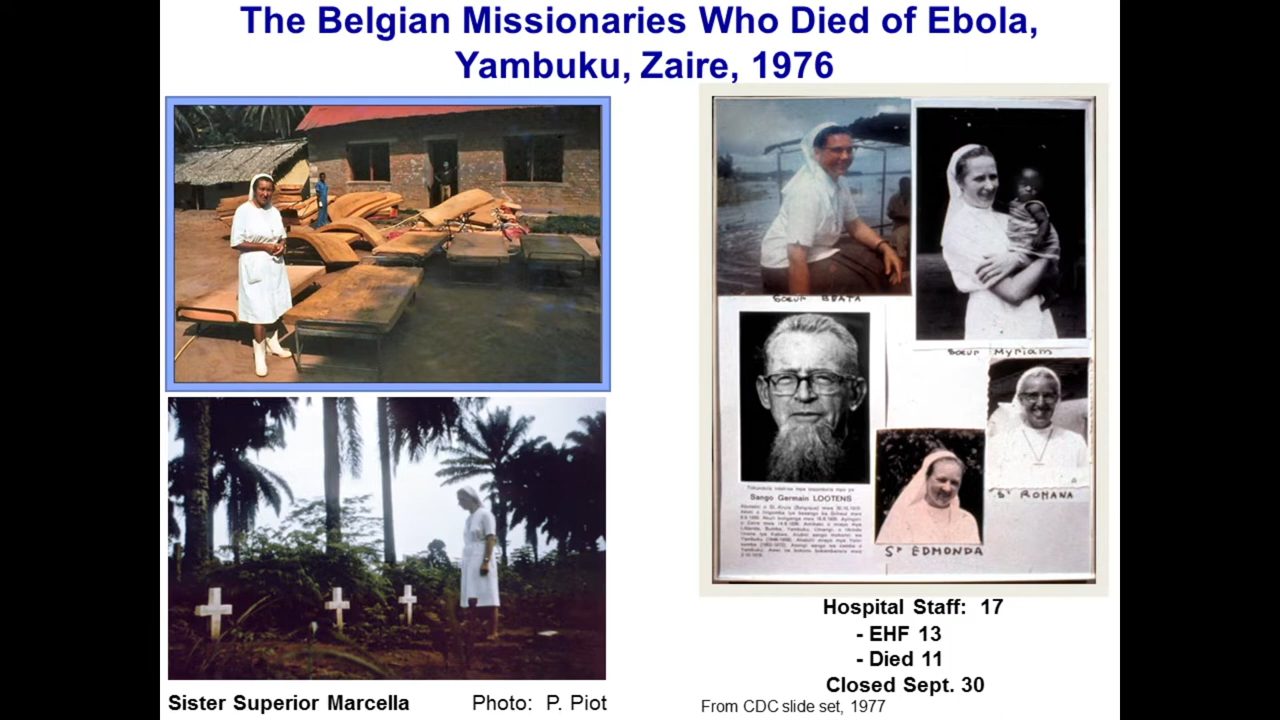 The Belgian Missionaries Who Died of Ebola,
Yambuku, Zaire, 1976
SOEUR BEATA
SOEUR Myriam
Sango Germain LOOTENS
Sʳ ROMANA
Sʳ EDMONDA
Sister Superior Marcella Photo: P. Piot
Hospital Staff: 17
- EHF 13
- Died 11
Closed Sept. 30
From CDC slide set, 1977